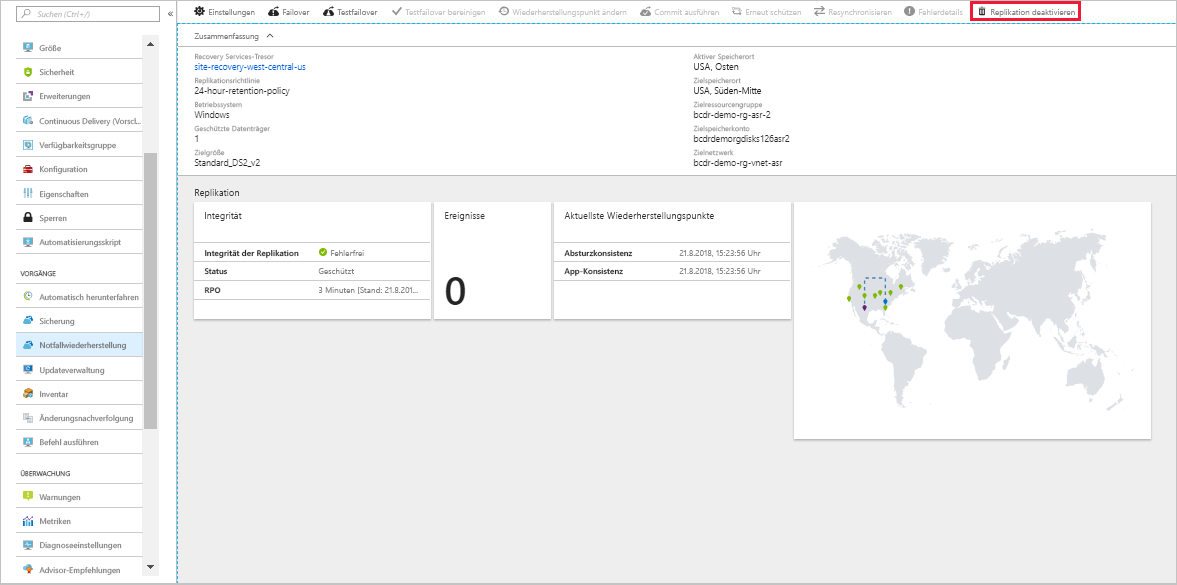 Suchen (Ctrl+/)
«
Größe
Sicherheit
Erweiterungen
Continuous Delivery (Vorscl...
Verfügbarkeitsgruppe
Konfiguration
Eigenschaften
Sperren
Automatisierungsskript
VORGÄNGE
Automatisch herunterfahren
Sicherung
Notfallwiederherstellung
Updateverwaltung
Inventar
Änderungsnachverfolgung
Befehl ausführen
ÜBERWACHUNG
Warnungen
Metriken
Diagnoseeinstellungen
Advisor-Empfehlungen
Einstellungen Failover Testfailover Testfailover bereinigen Wiederherstellungspunkt ändern Commit ausführen Erneut schützen Resynchronisieren Fehlerdetails Replikation deaktivieren
Zusammenfassung
Recovery Services-Tresor
site-recovery-west-central-us
Replikationsrichtlinie
24-hour-retention-policy
Betriebssystem
Windows
Geschützte Datenträger
1
Zielgröße
Standard_DS2_v2
Aktiver Speicherort
USA, Osten
Zielspeicherort
USA, Süden-Mitte
Zielressourcengruppe
bcdr-demo-rg-asr-2
Zielspeicherkonto
bcdrdemorgdisks126asr2
Zielnetzwerk
bcdr-demo-rg-vnet-asr
Replikation
Integrität
Integrität der Replikation Fehlerfrei
Status Geschützt
RPO 3 Minuten [Stand: 21.8.201...
Ereignisse
0
Aktuellste Wiederherstellungspunkte
Absturzkonsistenz 21.8.2018, 15:23:56 Uhr
App-Konsistenz 21.8.2018, 15:23:56 Uhr